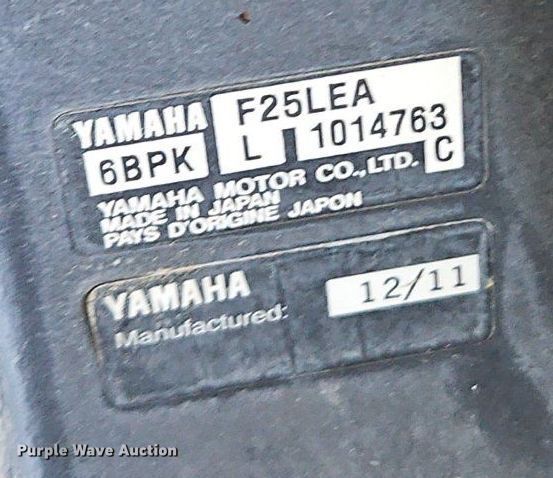 YAMAHA F25LEA
6BPK L 1014763
C
YAMAHA MOTOR CO.,LTD.
MADE IN JAPAN
PAYS D'ORIGINE JAPON
YAMAHA
Manufactured: 12/11
Purple Wave Auction